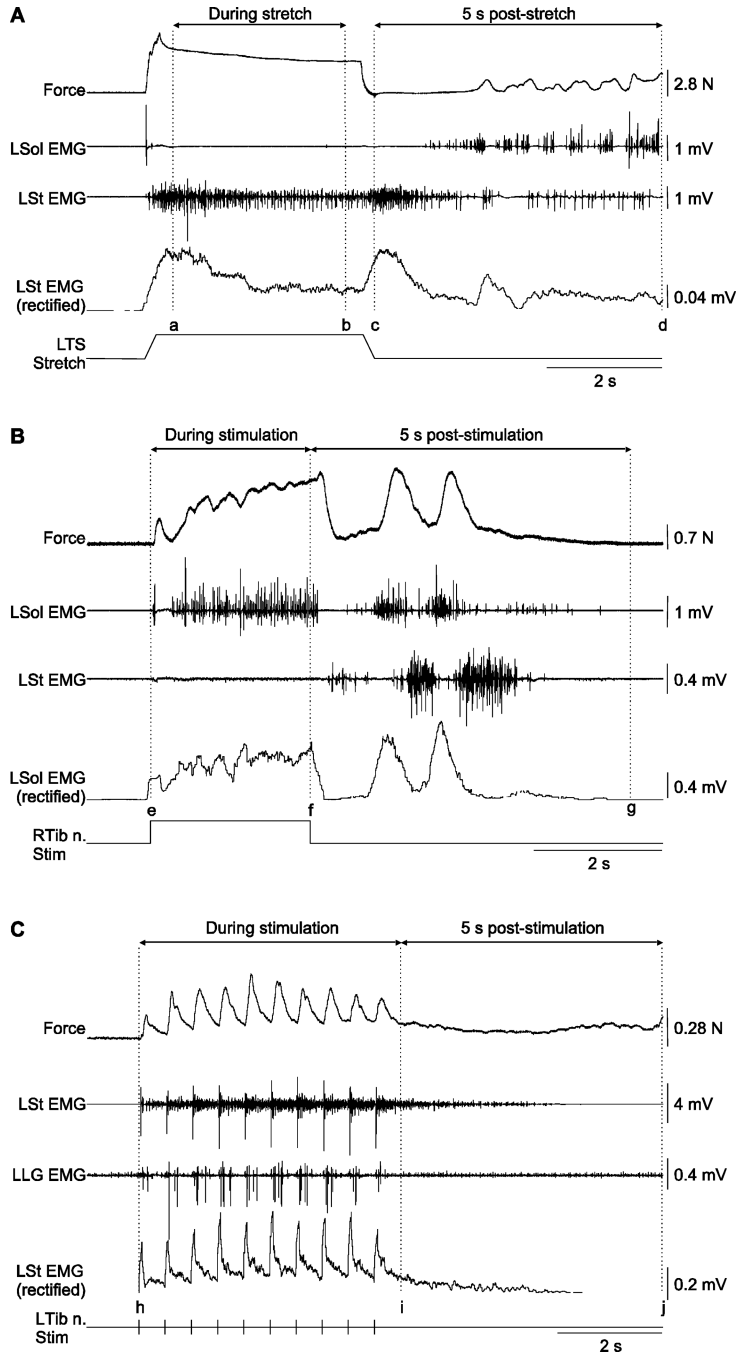 A
During stretch
5 s post-stretch
Force
2.8 N
LSol EMG
1 mV
LSt EMG
1 mV
LSt EMG
(rectified)
0.04 mV
a
b
c
d
LTS
Stretch
2 s
B
During stimulation
5 s post-stimulation
Force
0.7 N
LSol EMG
1 mV
LSt EMG
0.4 mV
LSol EMG
(rectified)
0.4 mV
e
f
g
RTib n.
Stim
2 s
C
During stimulation
5 s post-stimulation
Force
0.28 N
LSt EMG
4 mV
LLG EMG
0.4 mV
LSt EMG
(rectified)
0.2 mV
h
i
j
LTib n.
Stim
2 s